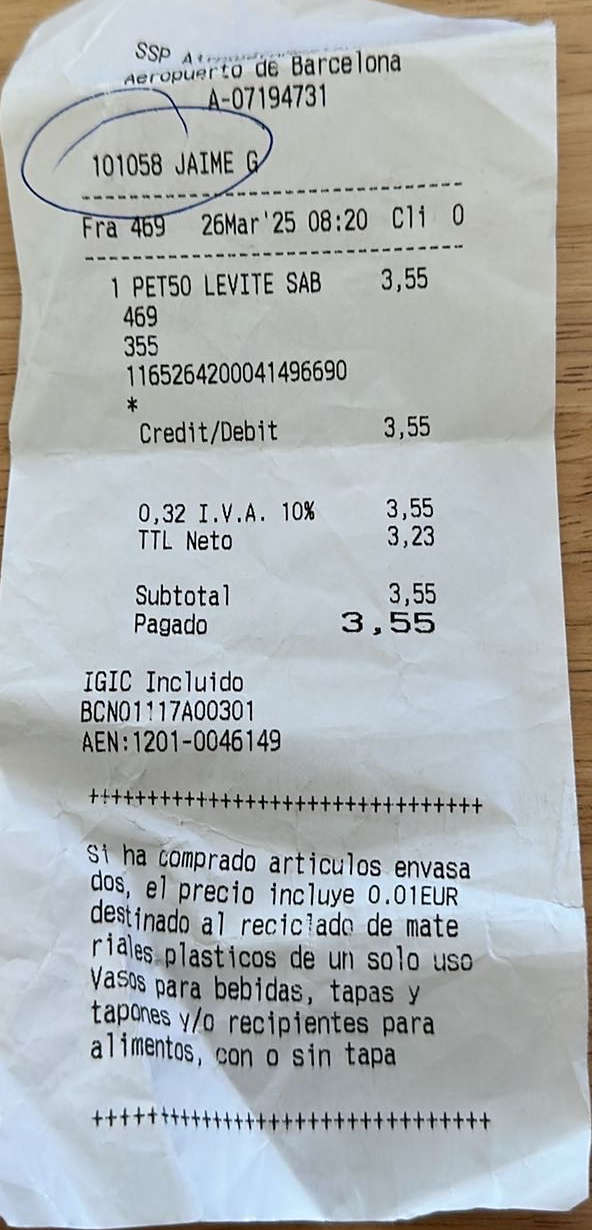 SSP
Aeropuerto de Barcelona
A-07194731
101058 JAIME G
--------------------------------
Fra 469 26Mar'25 08:20 Cli 0
--------------------------------
1 PET50 LEVITE SAB 3,55
469
355
1165264200041496690
*
Credit/Debit 3,55
0,32 I.V.A. 10% 3,55
TTL Neto 3,23
Subtotal 3,55
Pagado 3,55
IGIC Incluido
BCN01117A00301
AEN:1201-0046149
++++++++++++++++++++++++++++++++
Si ha comprado articulos envasa
dos, el precio incluye 0.01EUR
destinado al reciclado de mate
riales plasticos de un solo uso
Vasos para bebidas, tapas y
tapones y/o recipientes para
alimentos, con o sin tapa
++++++++++++++++++++++++++++++++